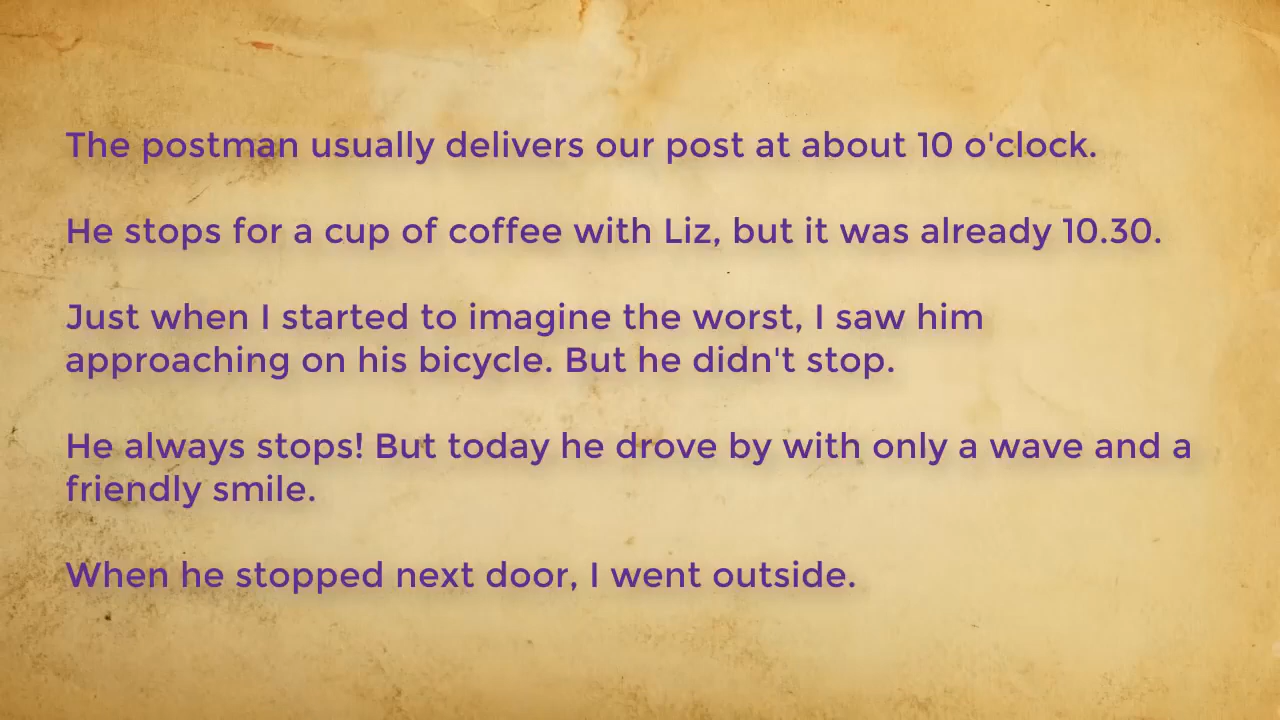 The postman usually delivers our post at about 10 o'clock.
He stops for a cup of coffee with Liz, but it was already 10.30.
Just when I started to imagine the worst, I saw him
approaching on his bicycle. But he didn't stop.
He always stops! But today he drove by with only a wave and a
friendly smile.
When he stopped next door, I went outside.